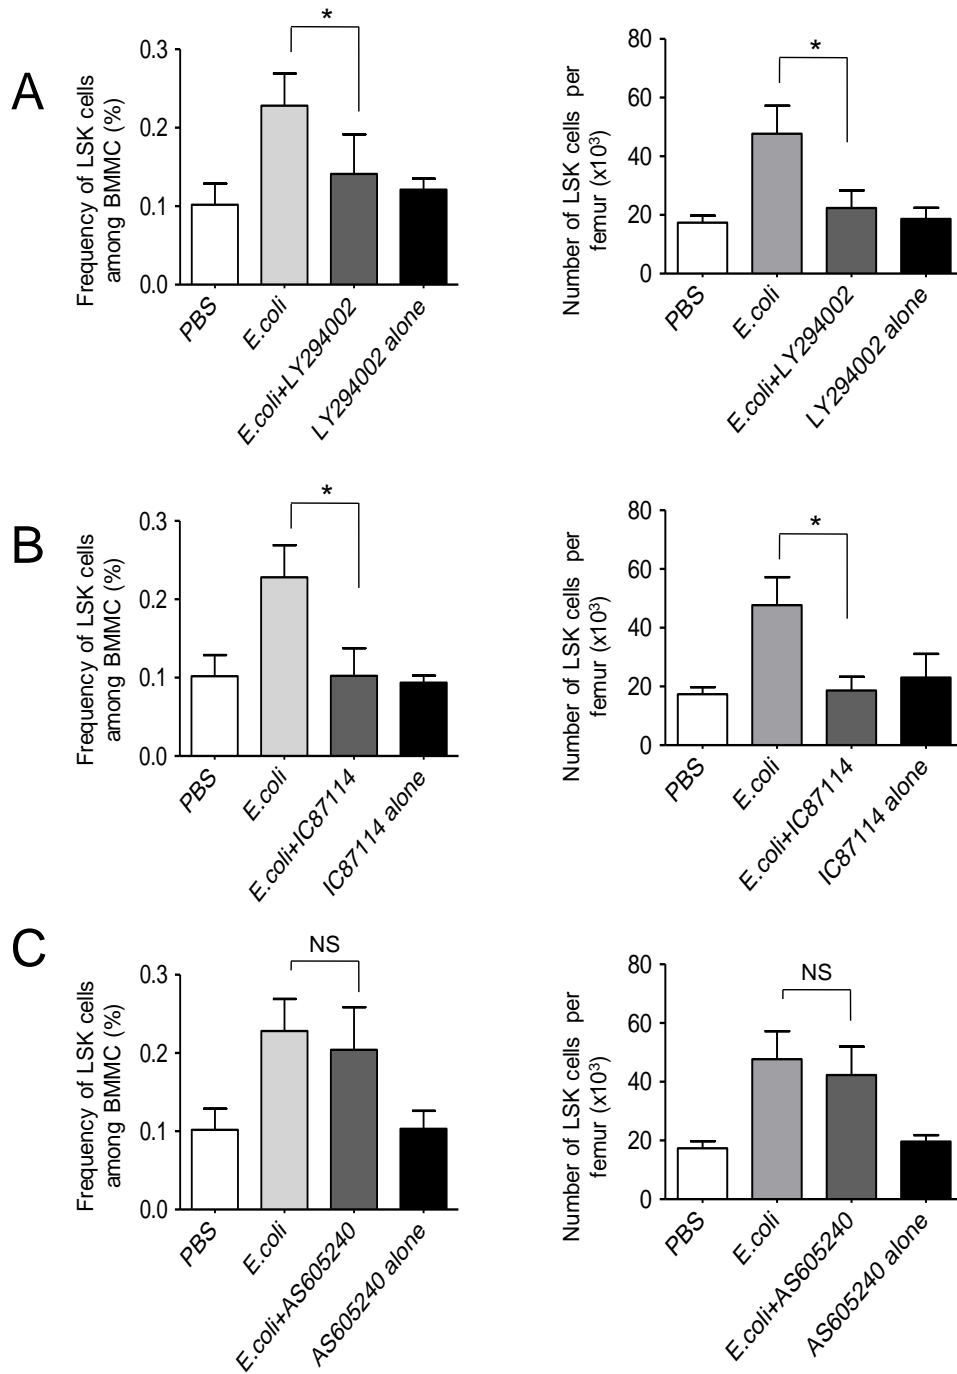 A
Frequency of LSK cells
among BMMC (%)
0.3
0.2
0.1
0.0
*
PBS
E.coli
E.coli+LY294002
LY294002 alone
Number of LSK cells per
femur (x10³)
80
60
40
20
0
*
PBS
E.coli
E.coli+LY294002
LY294002 alone
B
Frequency of LSK cells
among BMMC (%)
0.3
0.2
0.1
0.0
*
PBS
E.coli
E.coli+IC87114
IC87114 alone
Number of LSK cells per
femur (x10³)
80
60
40
20
0
*
PBS
E.coli
E.coli+IC87114
IC87114 alone
C
Frequency of LSK cells
among BMMC (%)
0.3
0.2
0.1
0.0
NS
PBS
E.coli
E.coli+AS605240
AS605240 alone
Number of LSK cells per
femur (x10³)
80
60
40
20
0
NS
PBS
E.coli
E.coli+AS605240
AS605240 alone